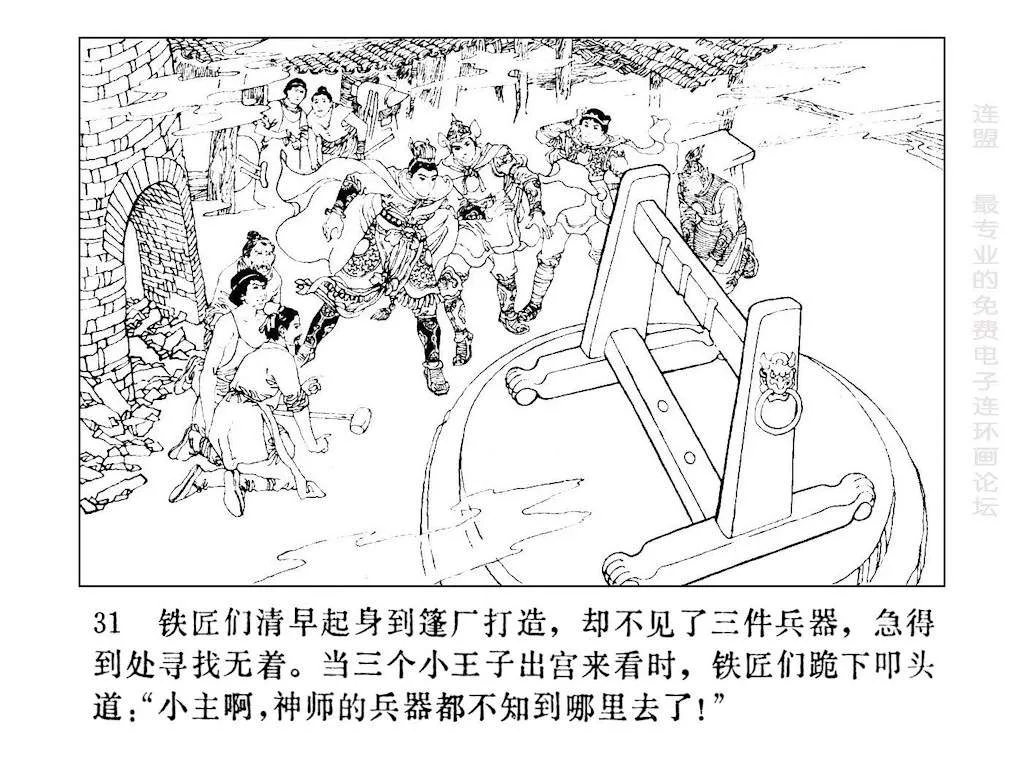 31 铁匠们清早起身到篷厂打造，却不见了三件兵器，急得
到处寻找无着。当三个小王子出宫来看时，铁匠们跪下叩头
道：“小主啊，神师的兵器都不知到哪里去了！”
连盟 最专业的免费电子连环画论坛